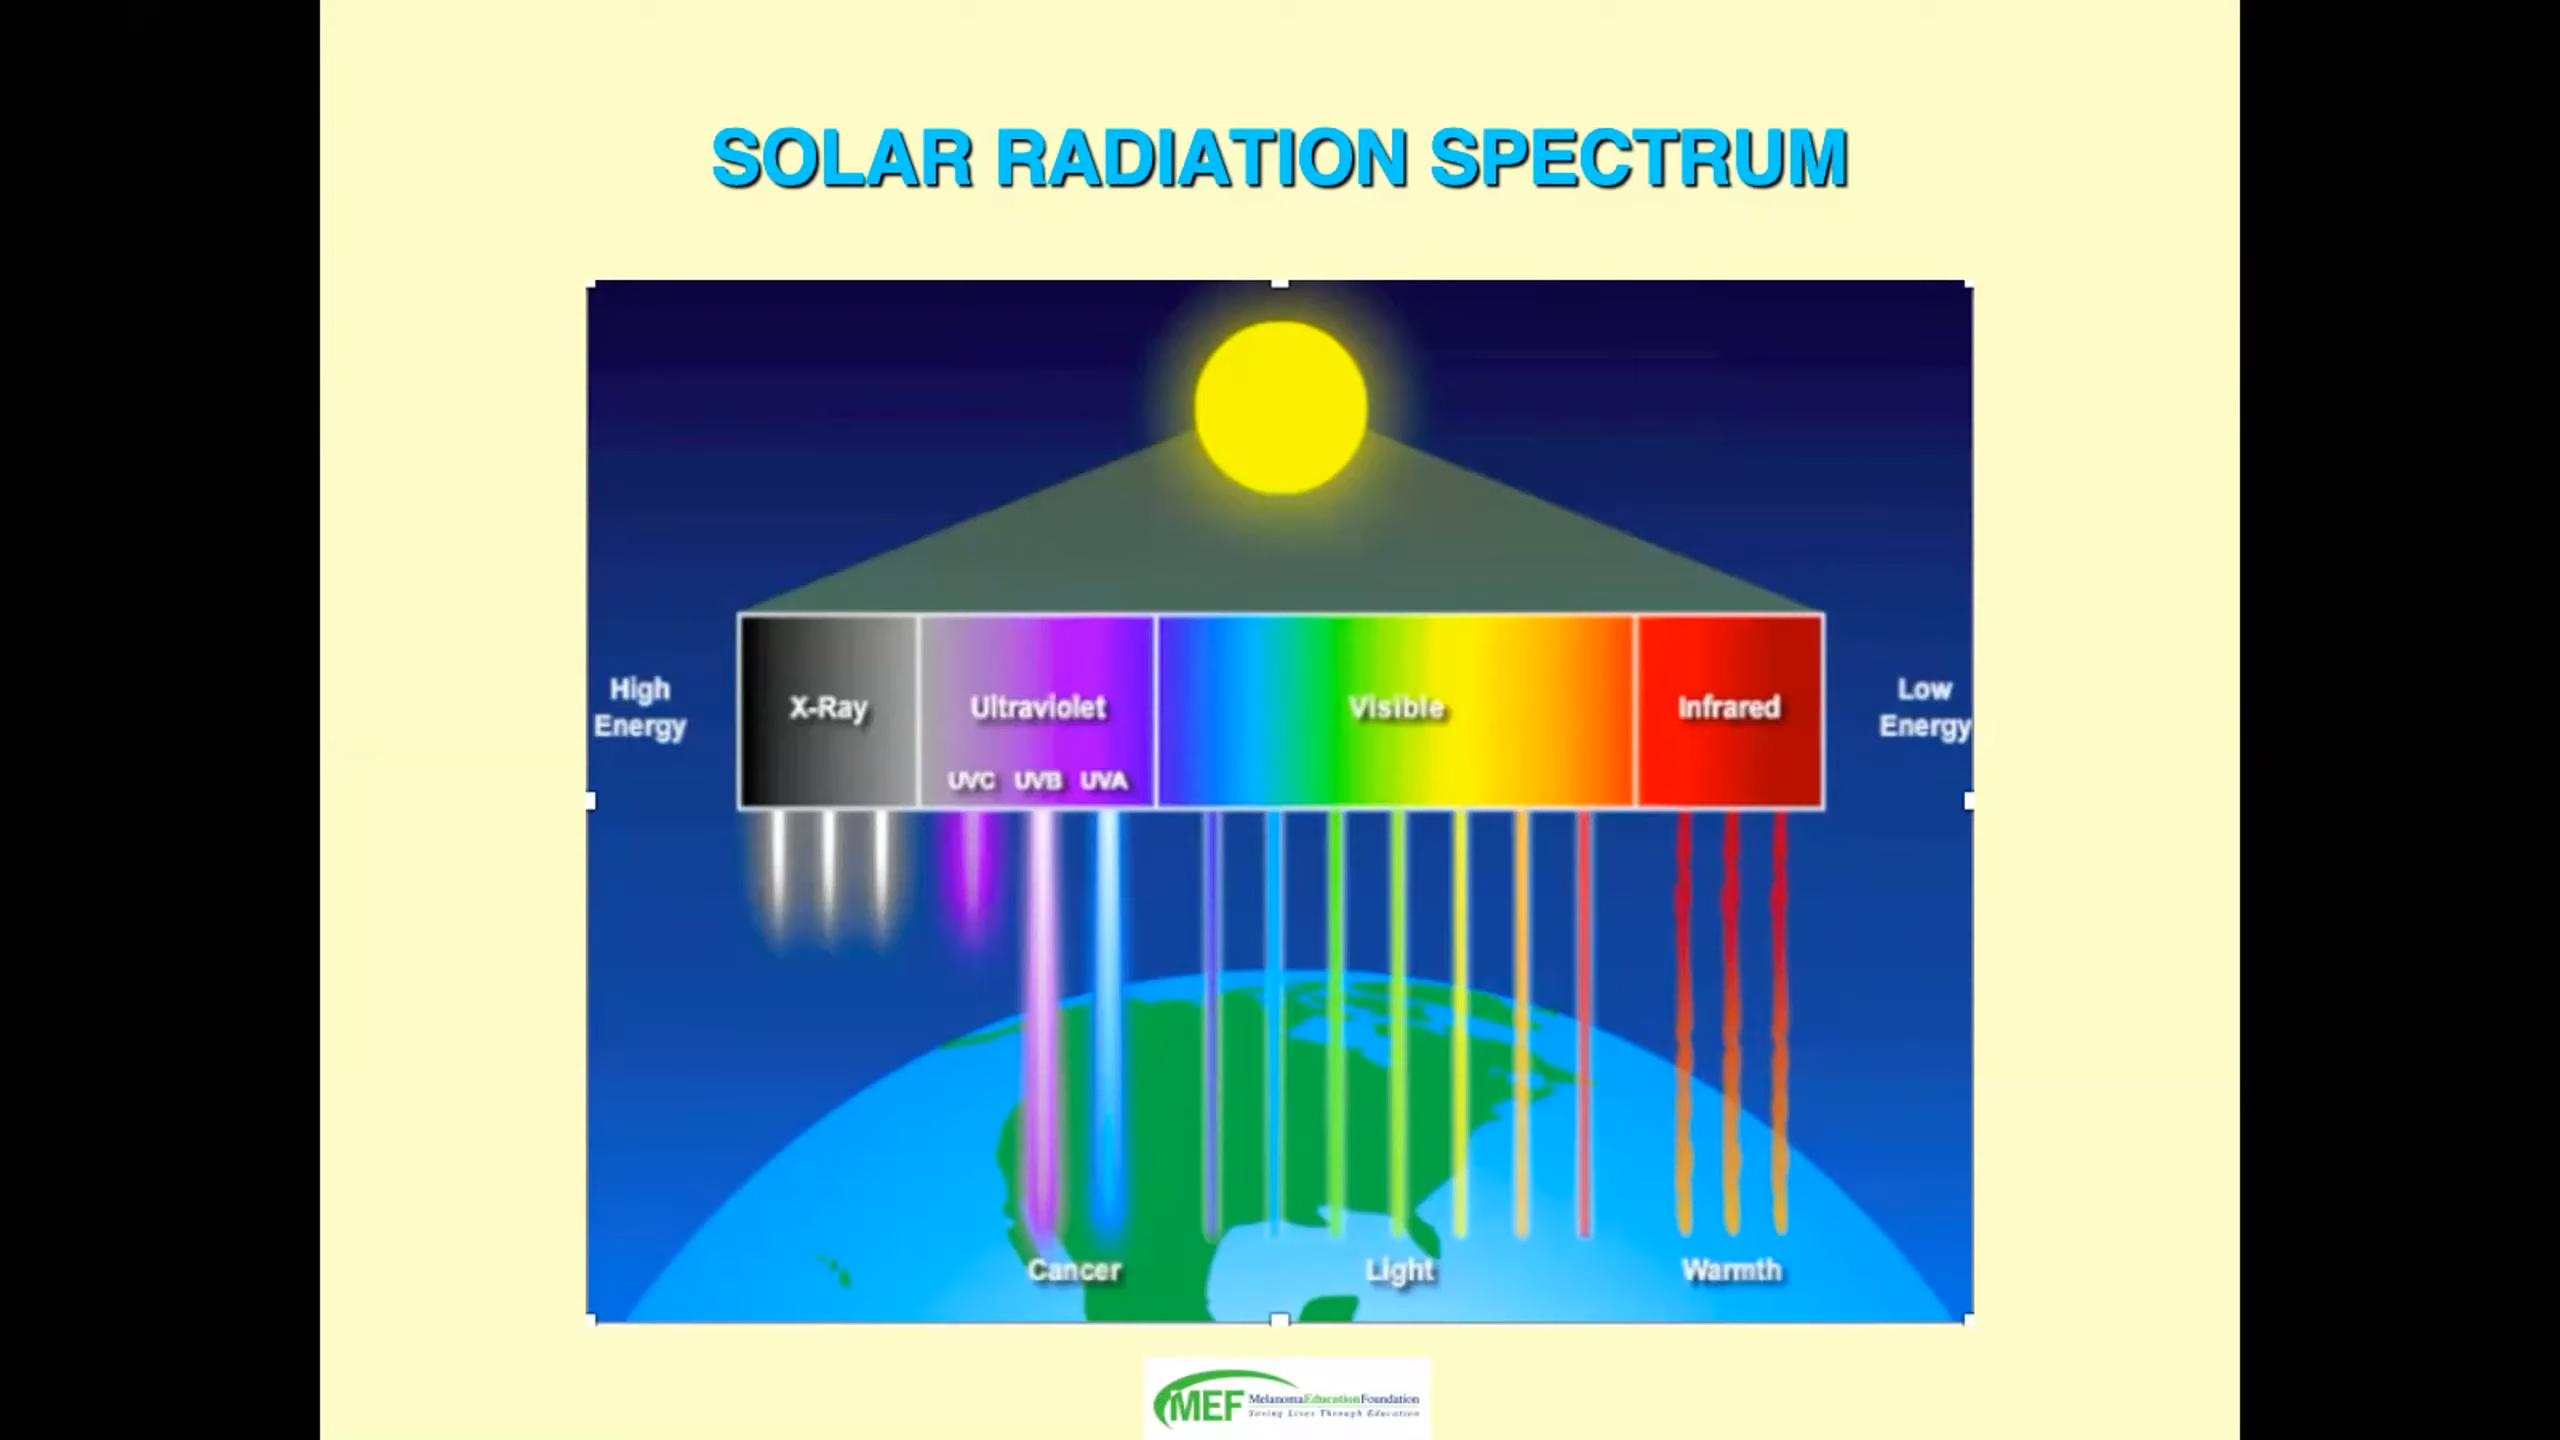 SOLAR RADIATION SPECTRUM
High
Energy
X-Ray
Ultraviolet
UVC UVB UVA
Visible
Infrared
Low
Energy
Cancer
Light
Warmth
MEF
MelanomaEducationFoundation
Saving Lives Through Education